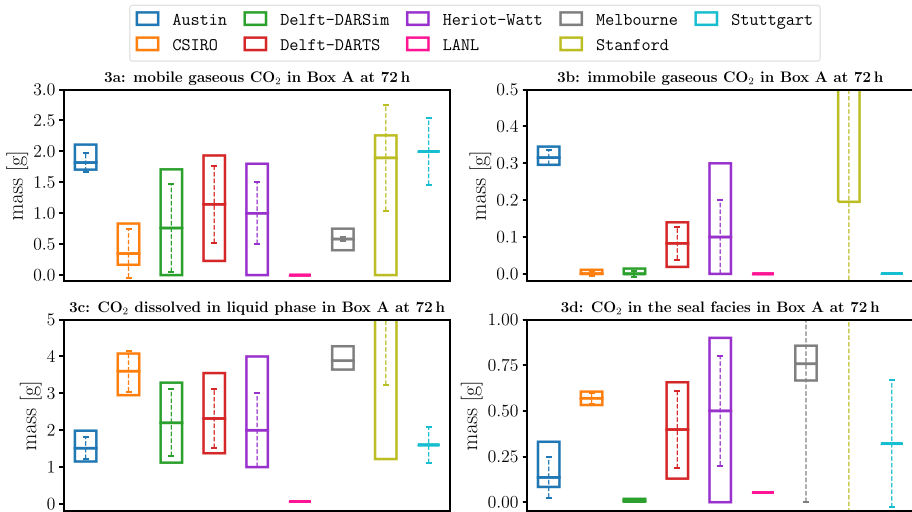 Austin Delft-DARSim Heriot-Watt Melbourne Stuttgart
CSIRO Delft-DARTS LANL Stanford
3a: mobile gaseous CO₂ in Box A at 72 h
3.0
2.5
2.0
1.5
1.0
0.5
0.0
mass [g]
3b: immobile gaseous CO₂ in Box A at 72 h
0.5
0.4
0.3
0.2
0.1
0.0
mass [g]
3c: CO₂ dissolved in liquid phase in Box A at 72 h
5
4
3
2
1
0
mass [g]
3d: CO₂ in the seal facies in Box A at 72 h
1.00
0.75
0.50
0.25
0.00
mass [g]